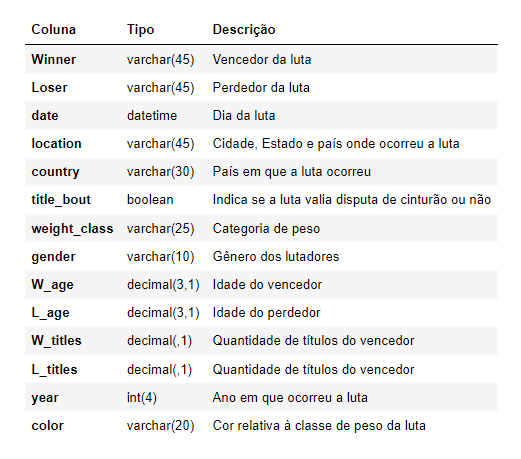 Coluna Tipo Descrição
Winner varchar(45) Vencedor da luta
Loser varchar(45) Perdedor da luta
date datetime Dia da luta
location varchar(45) Cidade, Estado e país onde ocorreu a luta
country varchar(30) País em que a luta ocorreu
title_bout boolean Indica se a luta valia disputa de cinturão ou não
weight_class varchar(25) Categoria de peso
gender varchar(10) Gênero dos lutadores
W_age decimal(3,1) Idade do vencedor
L_age decimal(3,1) Idade do perdedor
W_titles decimal(,1) Quantidade de títulos do vencedor
L_titles decimal(,1) Quantidade de títulos do vencedor
year int(4) Ano em que ocorreu a luta
color varchar(20) Cor relativa à classe de peso da luta